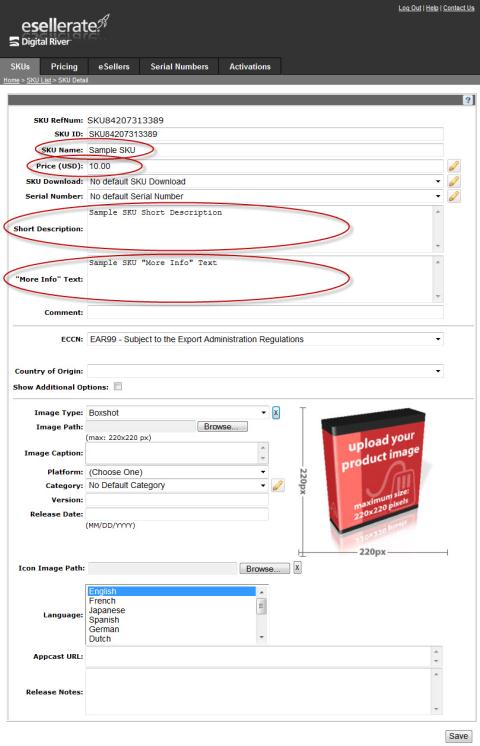 Log Out | Help | Contact Us
esellerate
Digital River
SKUs Pricing eSellers Serial Numbers Activations
Home > SKU List > SKU Detail
?
SKU RefNum: SKU84207313389
SKU ID: SKU84207313389
SKU Name: Sample SKU
Price (USD): 10.00
SKU Download: No default SKU Download
Serial Number: No default Serial Number
Short Description: Sample SKU Short Description
"More Info" Text: Sample SKU "More Info" Text
Comment:
ECCN: EAR99 - Subject to the Export Administration Regulations
Country of Origin:
Show Additional Options:
Image Type: Boxshot X
Image Path: Browse...
(max: 220x220 px)
Image Caption:
Platform: (Choose One)
Category: No Default Category
Version:
Release Date:
(MM/DD/YYYY)
upload your
product image
maximum size:
220x220 pixels
220px
220px
Icon Image Path: Browse... X
Language: English
French
Japanese
Spanish
German
Dutch
Appcast URL:
Release Notes:
Save